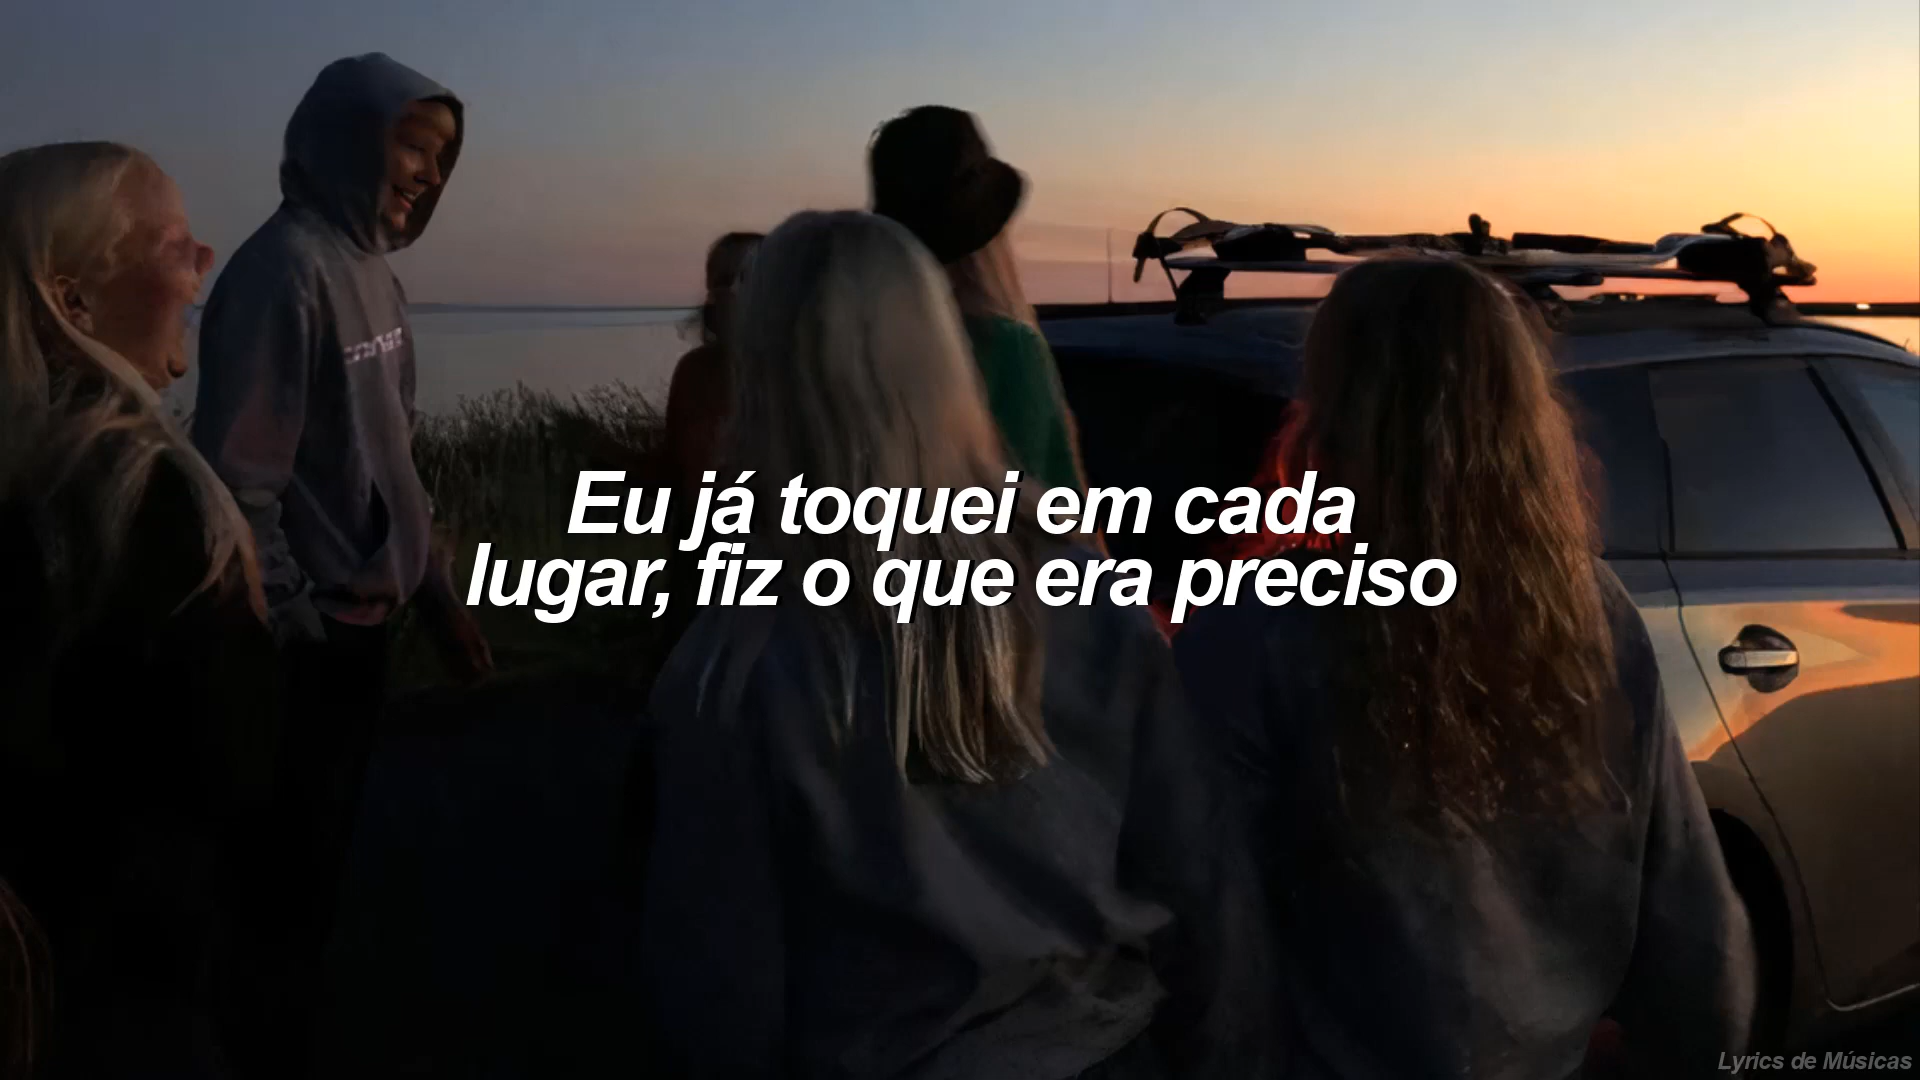 Eu já toquei em cada
lugar, fiz o que era preciso
Lyrics de Músicas